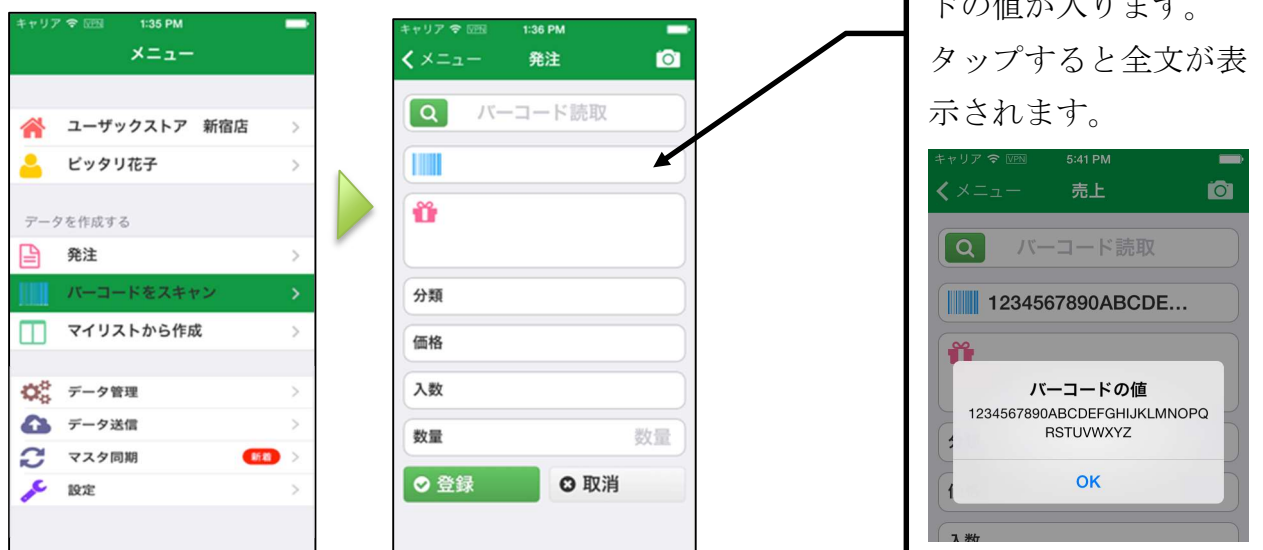 キャリア VPN 1:35 PM
メニュー
ユーザックストア 新宿店
ピッタリ花子
データを作成する
発注
バーコードをスキャン
マイリストから作成
データ管理
データ送信
マスタ同期 新着
設定
キャリア VPN 1:36 PM
メニュー 発注
バーコード読取
分類
価格
入数
数量 数量
登録 取消
ドの値が入ります。
タップすると全文が表
示されます。
キャリア VPN 5:41 PM
メニュー 売上
バーコード読取
1234567890ABCDE...
バーコードの値
1234567890ABCDEFGHIJKLMNOPQ
RSTUVWXYZ
OK
入数